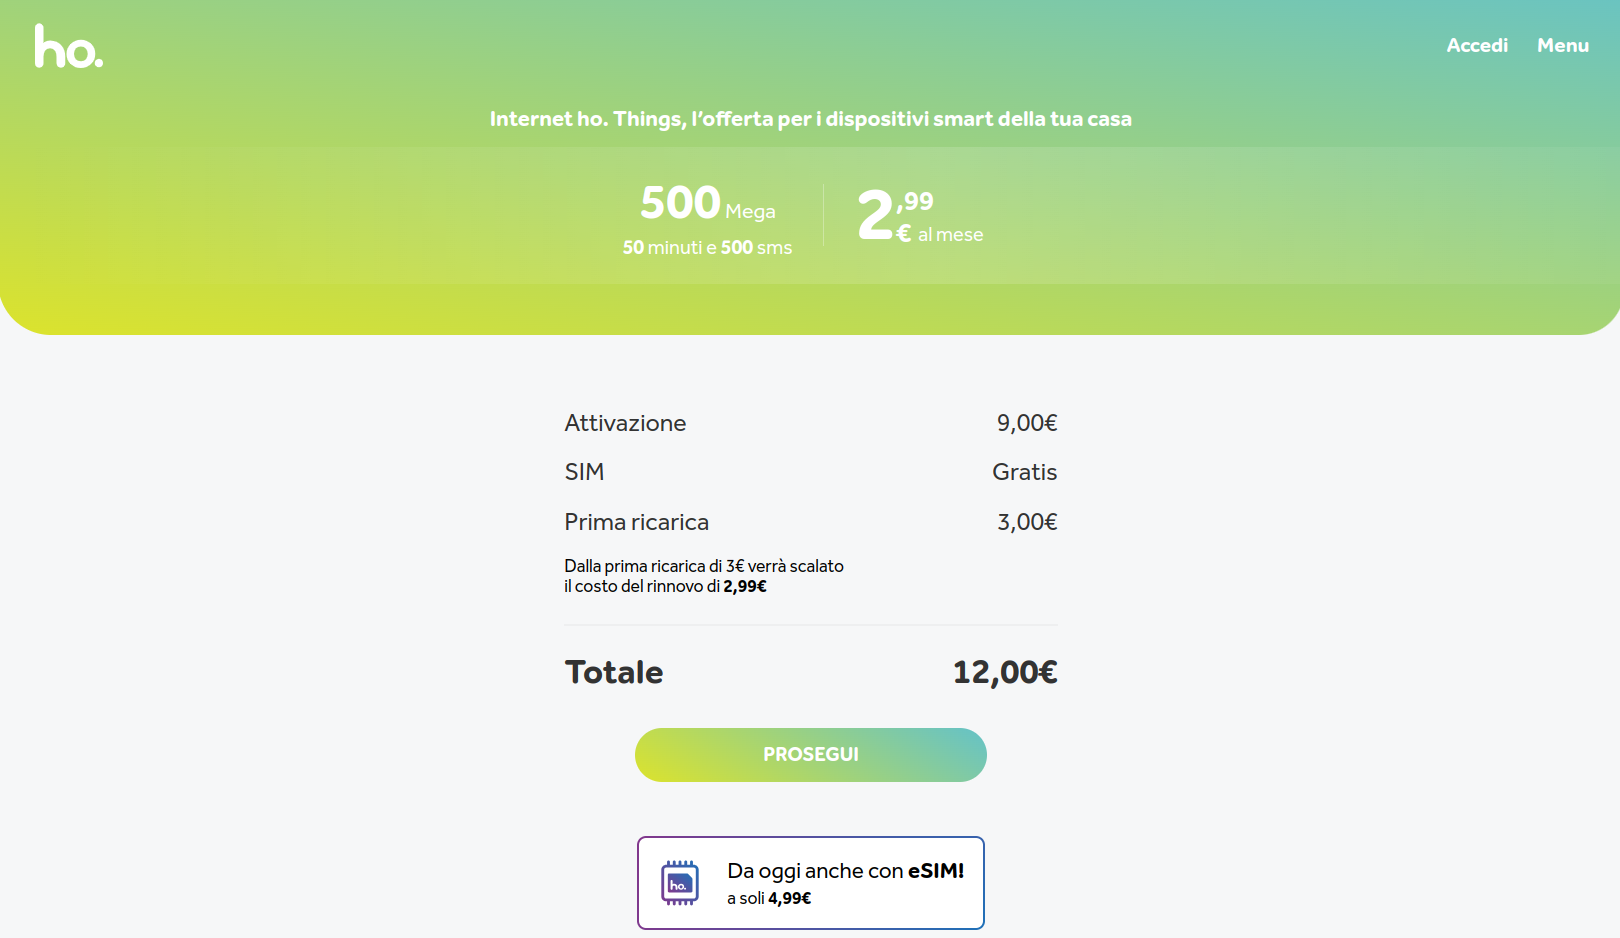 ho.
Accedi Menu
Internet ho. Things, l'offerta per i dispositivi smart della tua casa
500 Mega
50 minuti e 500 sms
2,99
€ al mese
Attivazione 9,00€
SIM Gratis
Prima ricarica 3,00€
Dalla prima ricarica di 3€ verrà scalato
il costo del rinnovo di 2,99€
Totale 12,00€
PROSEGUI
ho.
Da oggi anche con eSIM!
a soli 4,99€